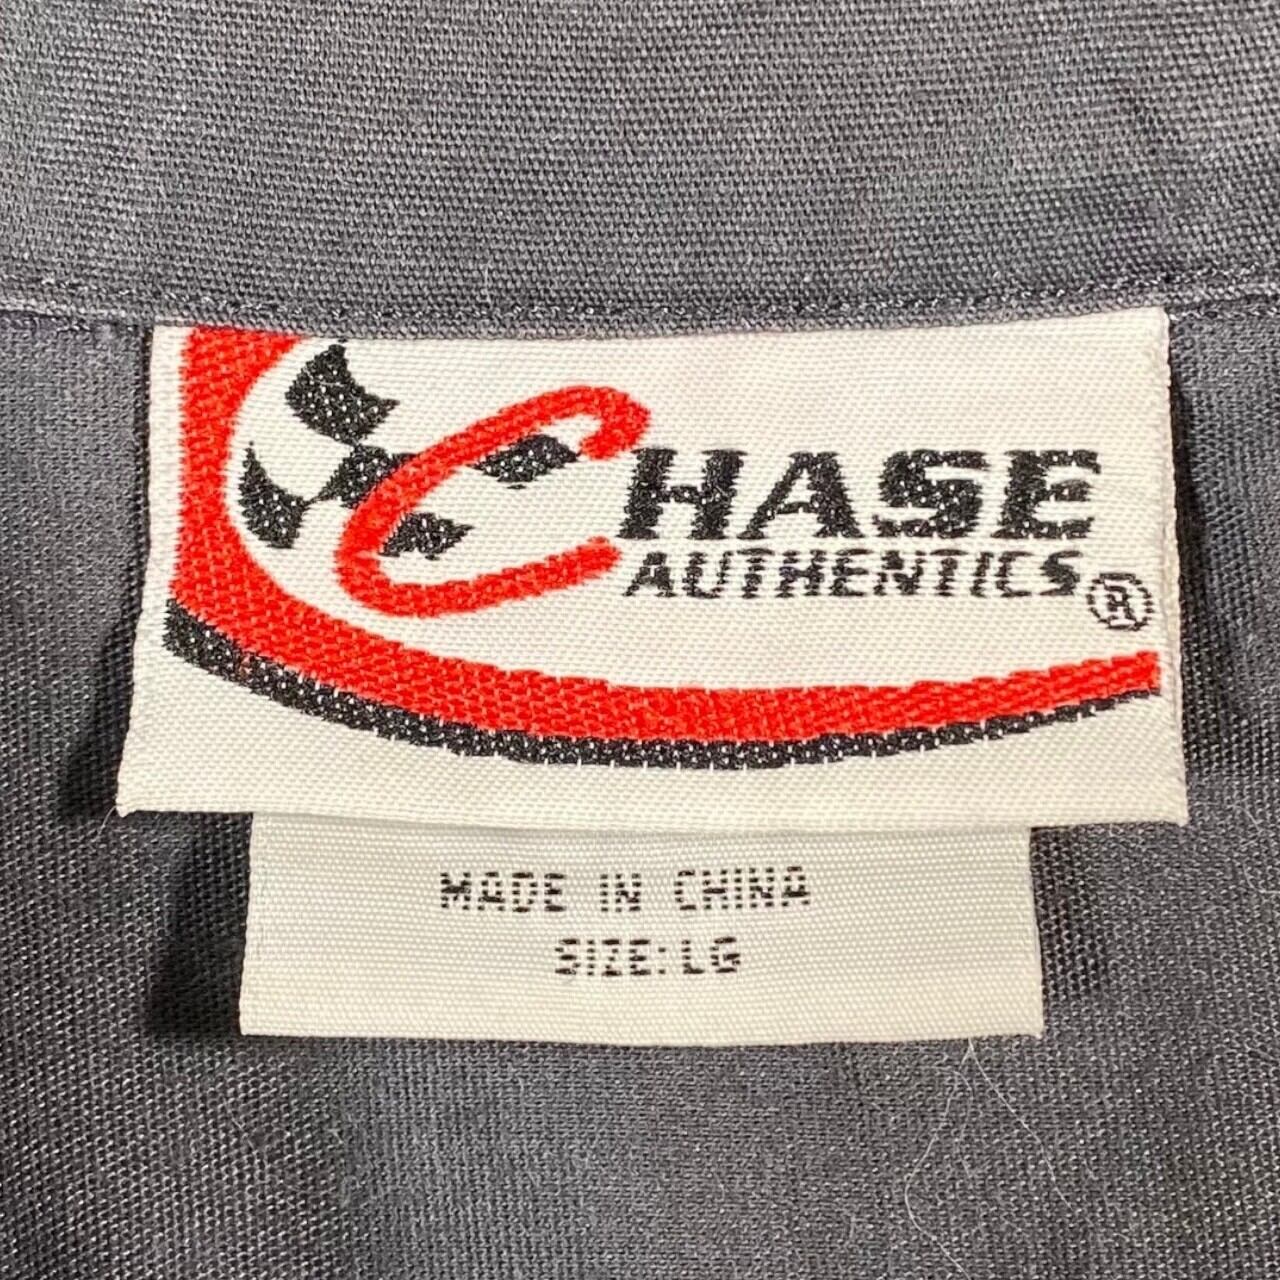 CHASE
AUTHENTICS®
MADE IN CHINA
SIZE: LG